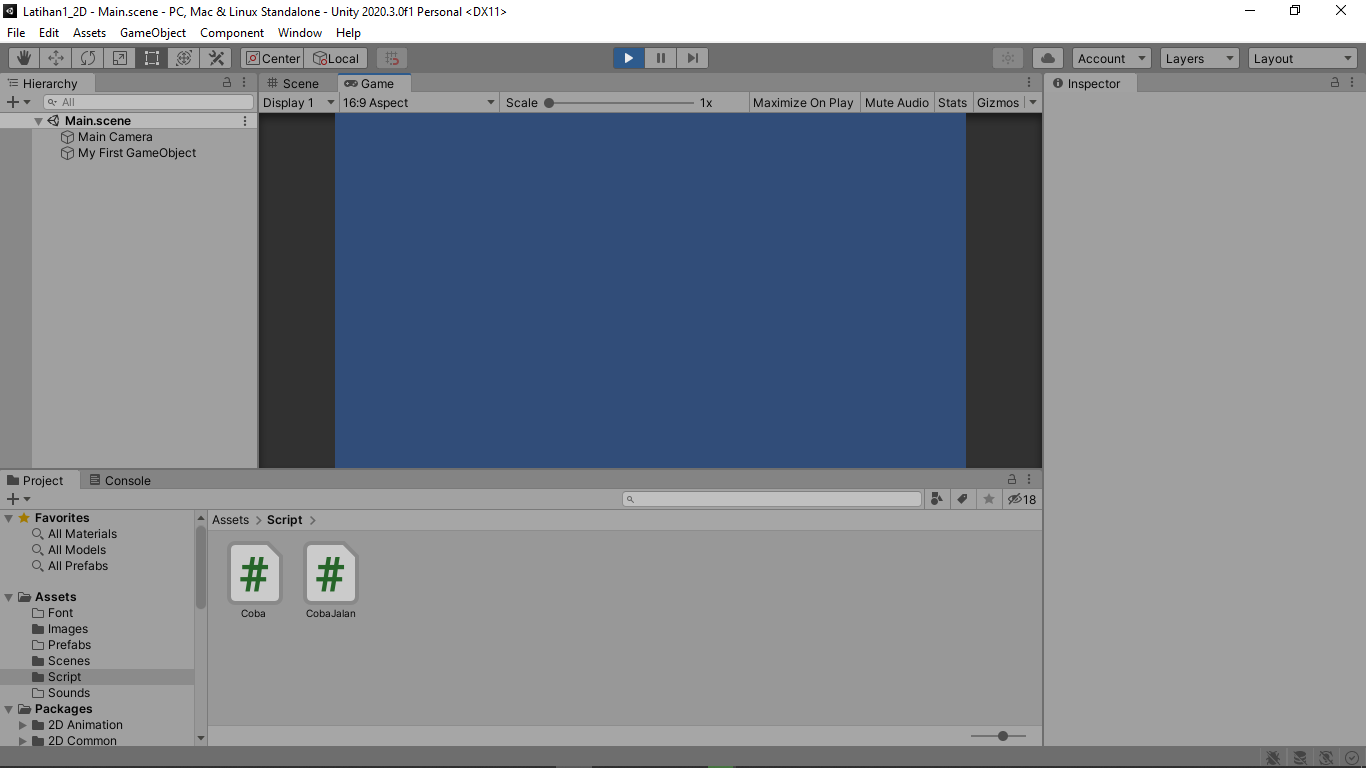 Latihan1_2D - Main.scene - PC, Mac & Linux Standalone - Unity 2020.3.0f1 Personal <DX11>
File Edit Assets GameObject Component Window Help
Center Local Account Layers Layout
Hierarchy Scene Game Inspector
All Display 1 16:9 Aspect Scale 1x Maximize On Play Mute Audio Stats Gizmos
Main.scene
Main Camera
My First GameObject
Project Console
18
Favorites
All Materials
All Models
All Prefabs
Assets
Font
Images
Prefabs
Scenes
Script
Sounds
Packages
2D Animation
2D Common
Assets > Script >
# #
Coba CobaJalan